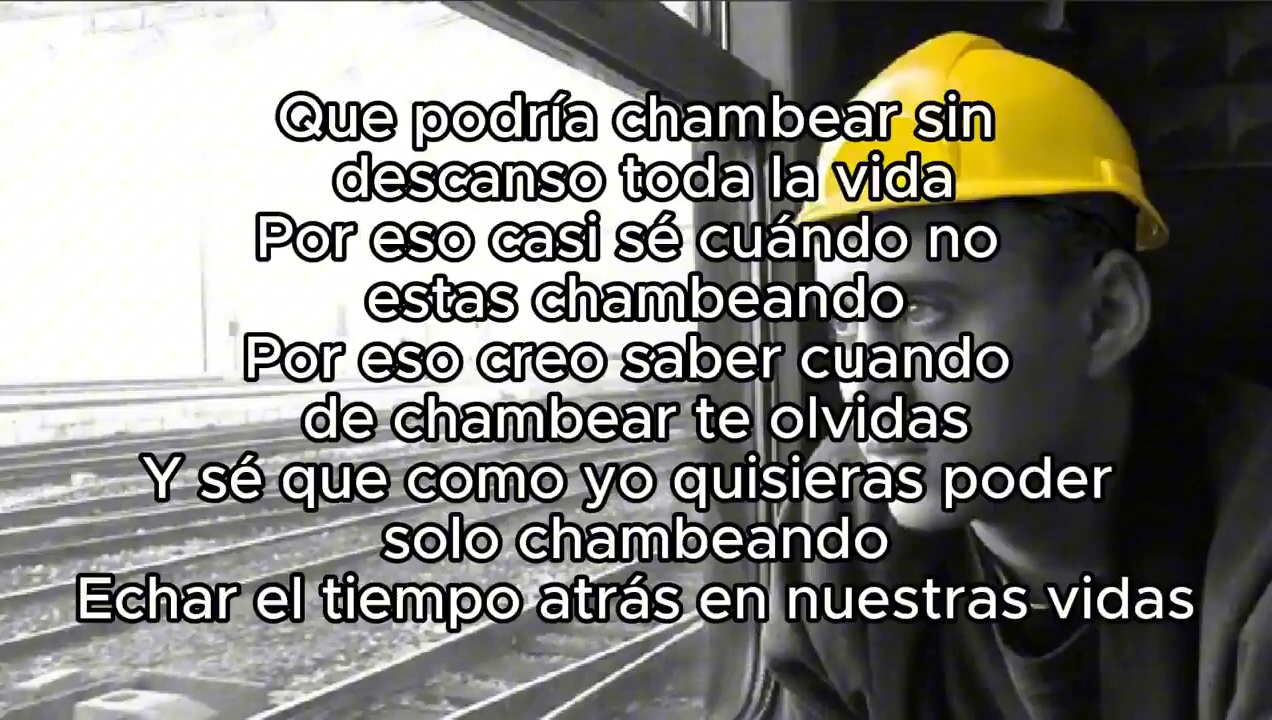 Que podría chambear sin
descanso toda la vida
Por eso casi sé cuándo no
estas chambeando
Por eso creo saber cuando
de chambear te olvidas
Y sé que como yo quisieras poder
solo chambeando
Echar el tiempo atrás en nuestras vidas